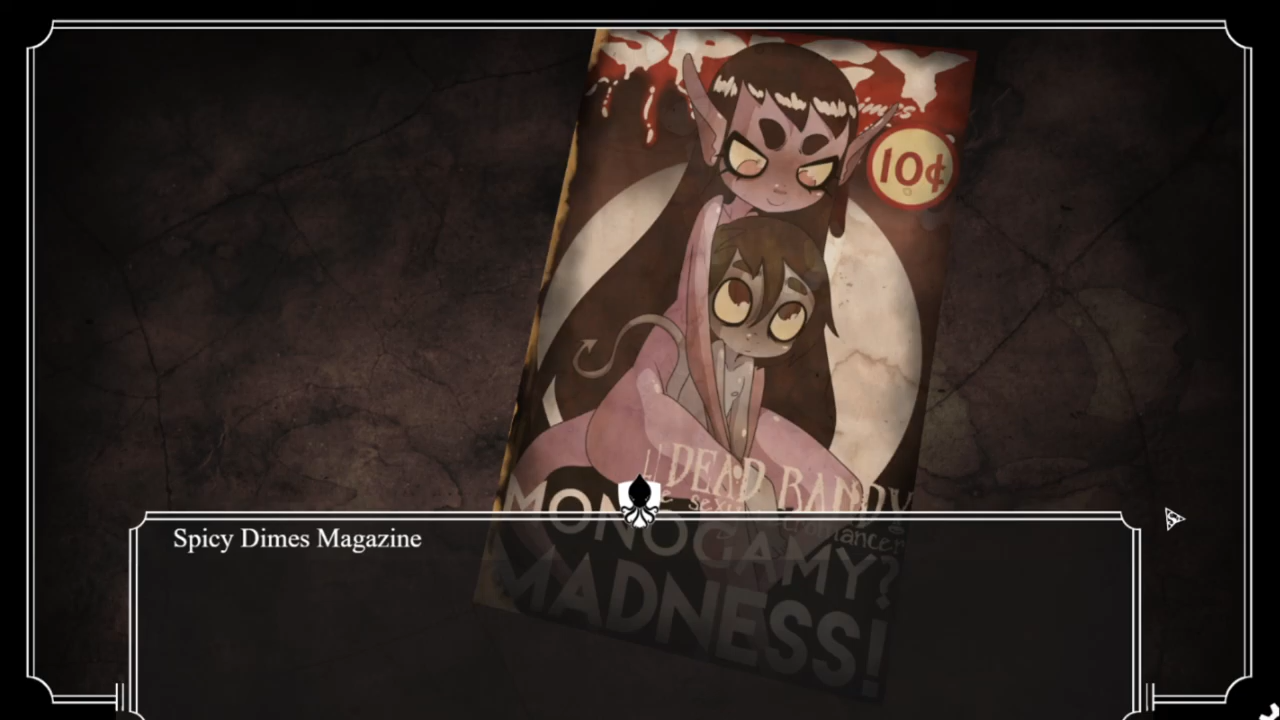 SPICY
10¢
DEAD BANDY
MONOGAMY?
MADNESS!
Spicy Dimes Magazine